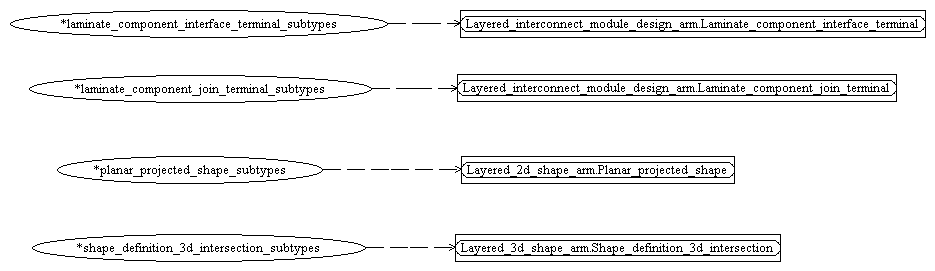 *laminate_component_interface_terminal_subtypes Layered_interconnect_module_design_arm.Laminate_component_interface_terminal
*laminate_component_join_terminal_subtypes Layered_interconnect_module_design_arm.Laminate_component_join_terminal
*planar_projected_shape_subtypes Layered_2d_shape_arm.Planar_projected_shape
*shape_definition_3d_intersection_subtypes Layered_3d_shape_arm.Shape_definition_3d_intersection